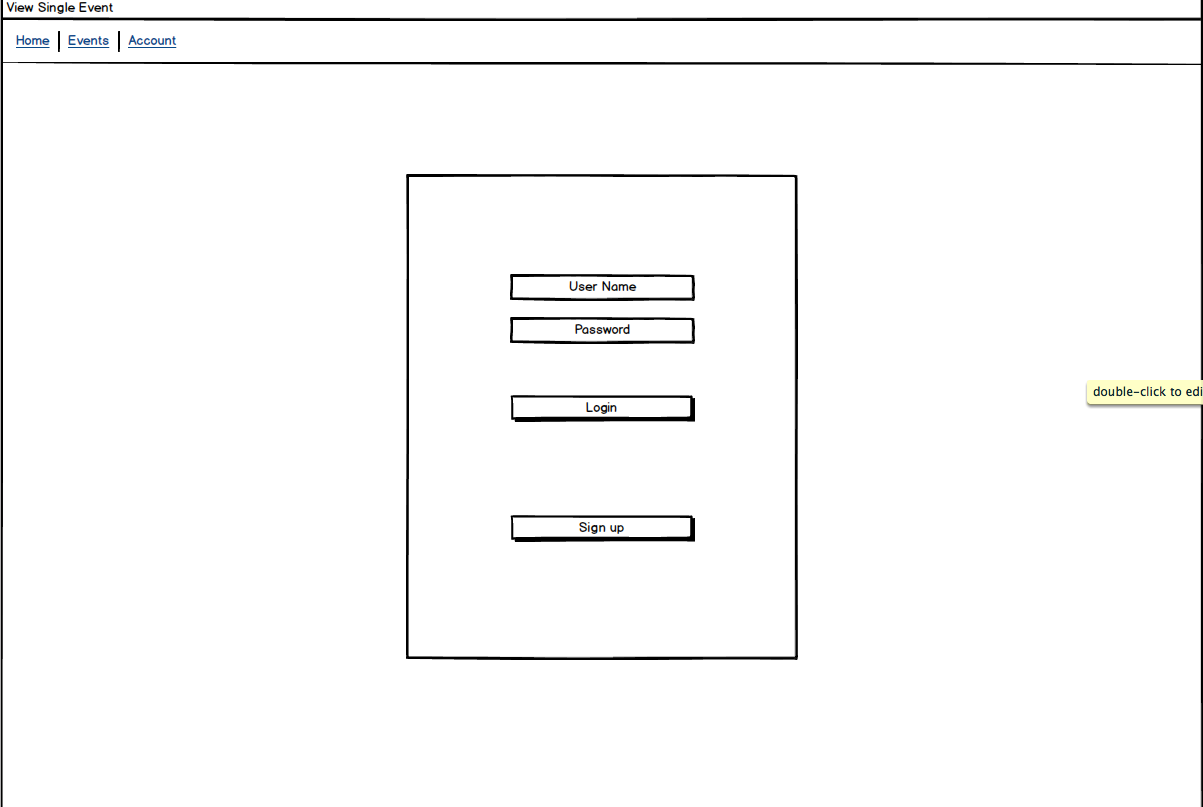 View Single Event
Home Events Account
User Name
Password
double-click to edi
Login
Sign up